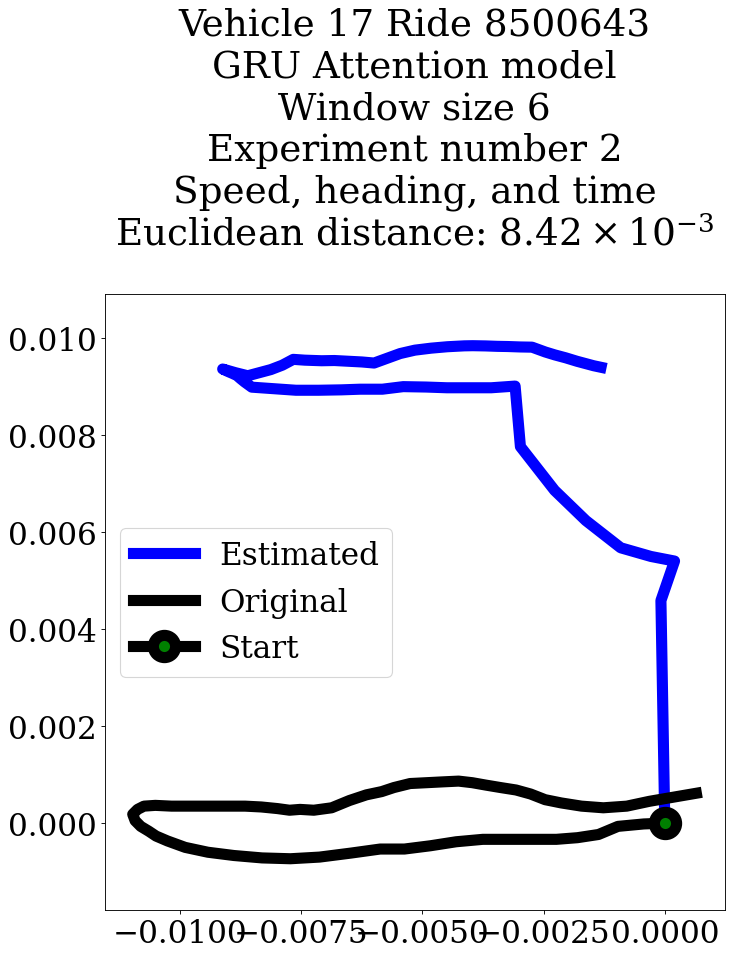 Vehicle 17 Ride 8500643
GRU Attention model
Window size 6
Experiment number 2
Speed, heading, and time
Euclidean distance: 8.42 × 10⁻³
0.010
0.008
0.006
0.004
0.002
0.000
Estimated
Original
Start
−0.0100 −0.0075 −0.0050 −0.0025 0.0000